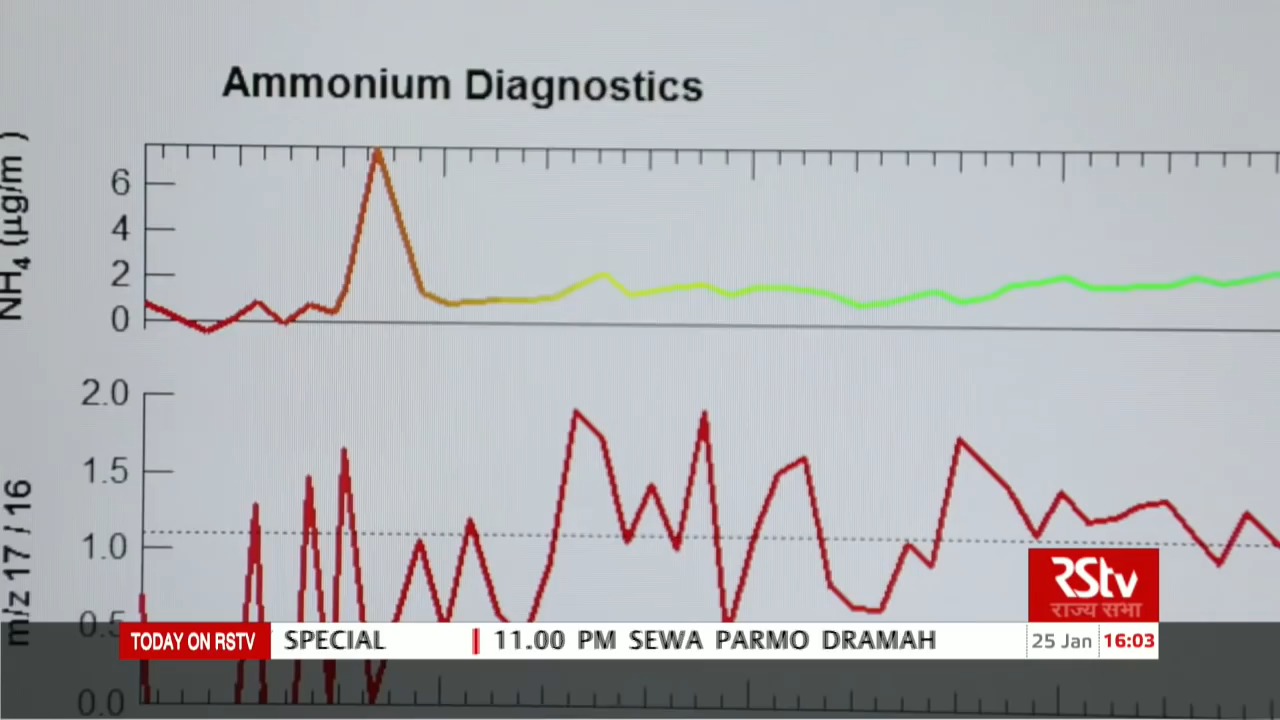 Ammonium Diagnostics
NH4 (µg/m )
6
4
2
0
m/z 17 / 16
2.0
1.5
1.0
0.5
0.0
RStv
राज्य सभा
TODAY ON RSTV
SPECIAL
11.00 PM SEWA PARMO DRAMAH
25 Jan
16:03